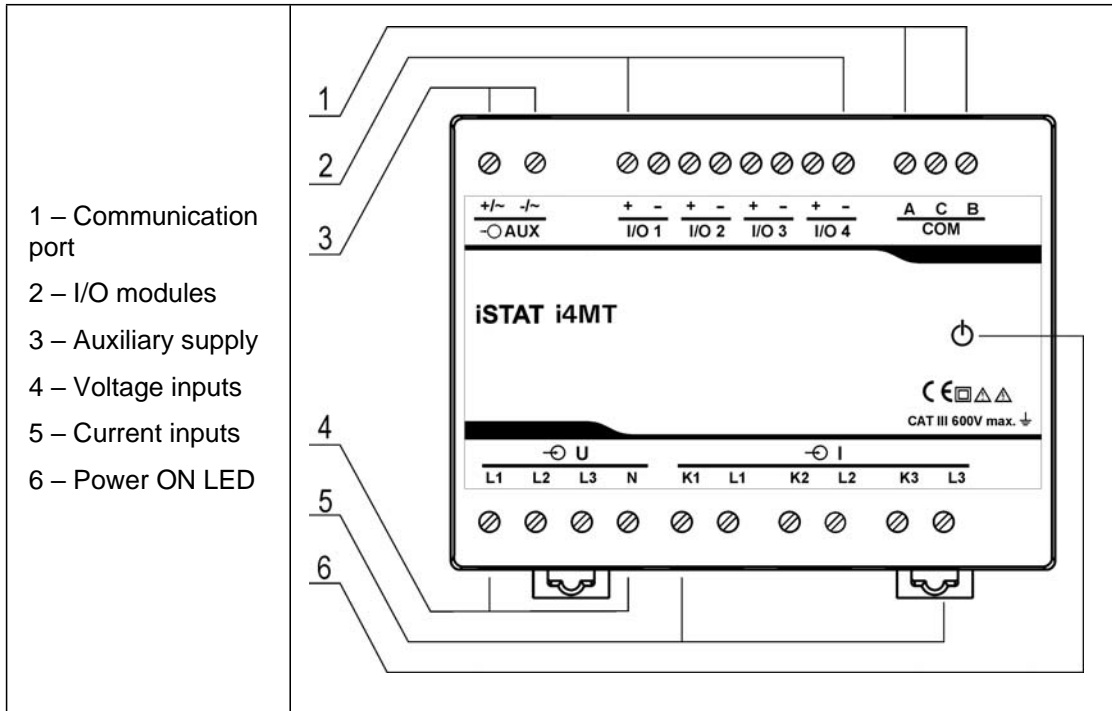 1 – Communication
port
2 – I/O modules
3 – Auxiliary supply
4 – Voltage inputs
5 – Current inputs
6 – Power ON LED
1
2
3
+/~ -/~
AUX
+ – + – + – + –
I/O 1 I/O 2 I/O 3 I/O 4
A C B
COM
iSTAT i4MT
CE
CAT III 600V max.
4
U
I
L1 L2 L3 N K1 L1 K2 L2 K3 L3
5
6